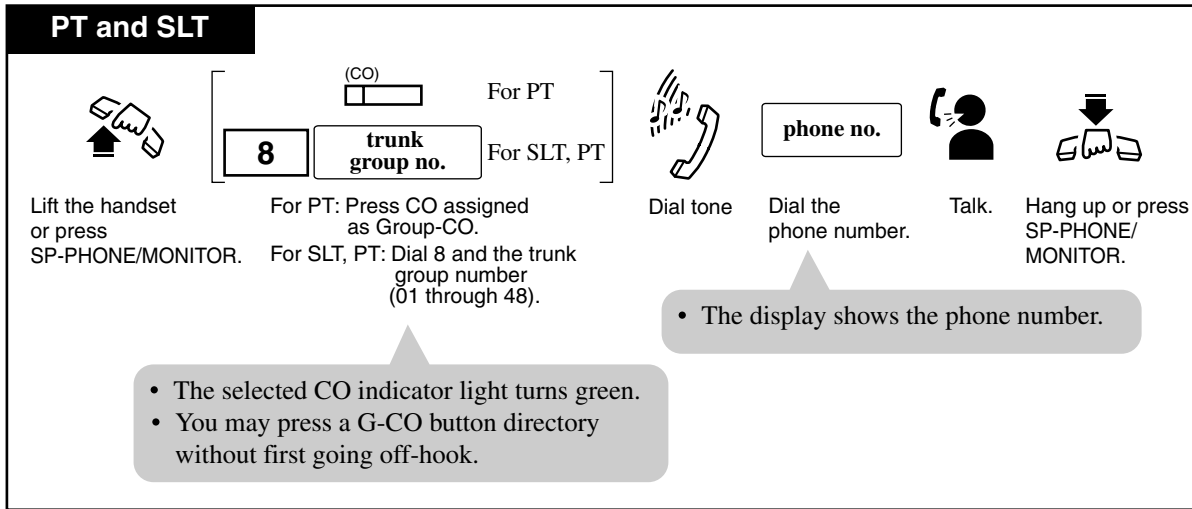 PT and SLT
(CO)
For PT
8
trunk
group no.
For SLT, PT
phone no.
Lift the handset
or press
SP-PHONE/MONITOR.
For PT: Press CO assigned
as Group-CO.
For SLT, PT: Dial 8 and the trunk
group number
(01 through 48).
Dial tone
Dial the
phone number.
Talk.
Hang up or press
SP-PHONE/
MONITOR.
• The display shows the phone number.
• The selected CO indicator light turns green.
• You may press a G-CO button directory
without first going off-hook.